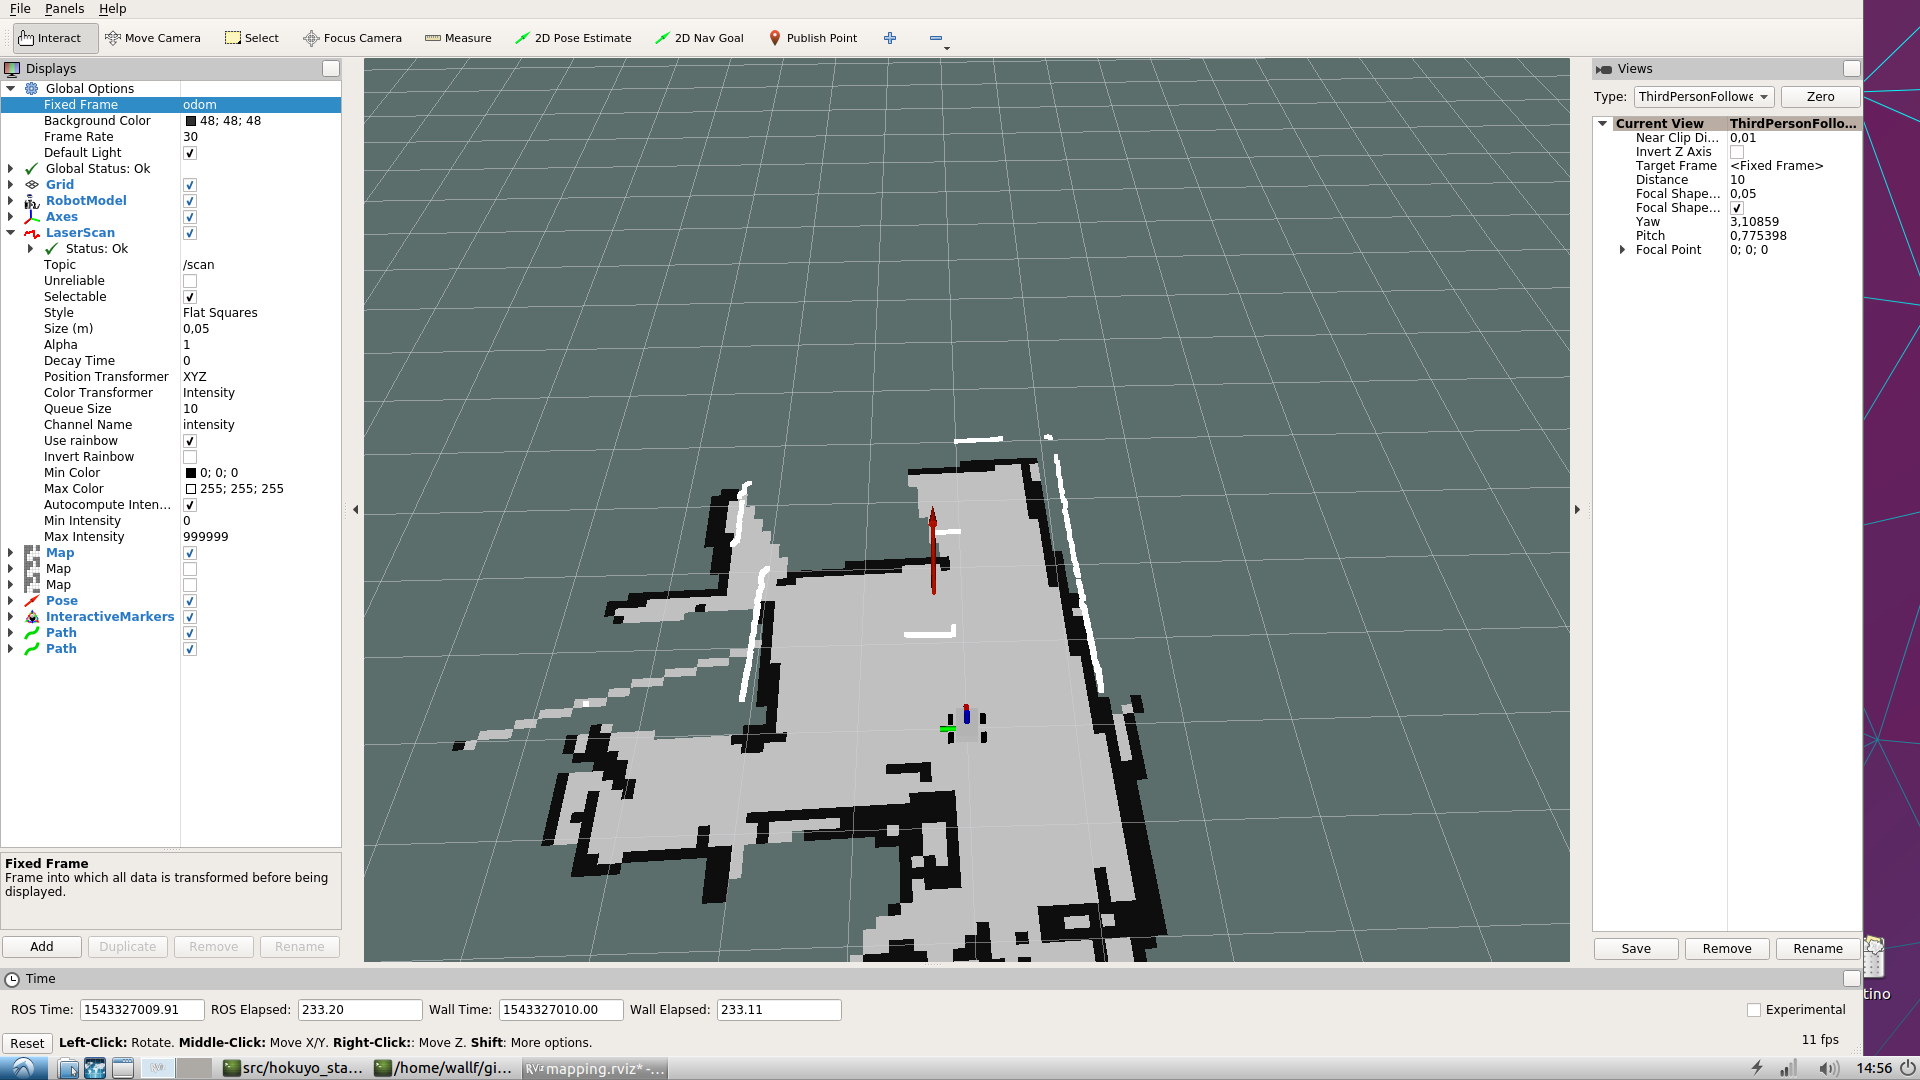 File Panels Help
Interact Move Camera Select Focus Camera Measure 2D Pose Estimate 2D Nav Goal Publish Point
Displays
Global Options
Fixed Frame odom
Background Color 48; 48; 48
Frame Rate 30
Default Light
Global Status: Ok
Grid
RobotModel
Axes
LaserScan
Status: Ok
Topic /scan
Unreliable
Selectable
Style Flat Squares
Size (m) 0,05
Alpha 1
Decay Time 0
Position Transformer XYZ
Color Transformer Intensity
Queue Size 10
Channel Name intensity
Use rainbow
Invert Rainbow
Min Color 0; 0; 0
Max Color 255; 255; 255
Autocompute Inten...
Min Intensity 0
Max Intensity 999999
Map
Map
Map
Pose
InteractiveMarkers
Path
Path
Fixed Frame
Frame into which all data is transformed before being
displayed.
Add Duplicate Remove Rename
Views
Type: ThirdPersonFollowe Zero
Current View ThirdPersonFollo...
Near Clip Di... 0,01
Invert Z Axis
Target Frame <Fixed Frame>
Distance 10
Focal Shape... 0,05
Focal Shape...
Yaw 3,10859
Pitch 0,775398
Focal Point 0; 0; 0
Save Remove Rename
tino
Time
ROS Time: 1543327009.91 ROS Elapsed: 233.20 Wall Time: 1543327010.00 Wall Elapsed: 233.11 Experimental
Reset Left-Click: Rotate. Middle-Click: Move X/Y. Right-Click:: Move Z. Shift: More options. 11 fps
src/hokuyo_sta... /home/wallf/gi... RViz mapping.rviz* -... 14:56